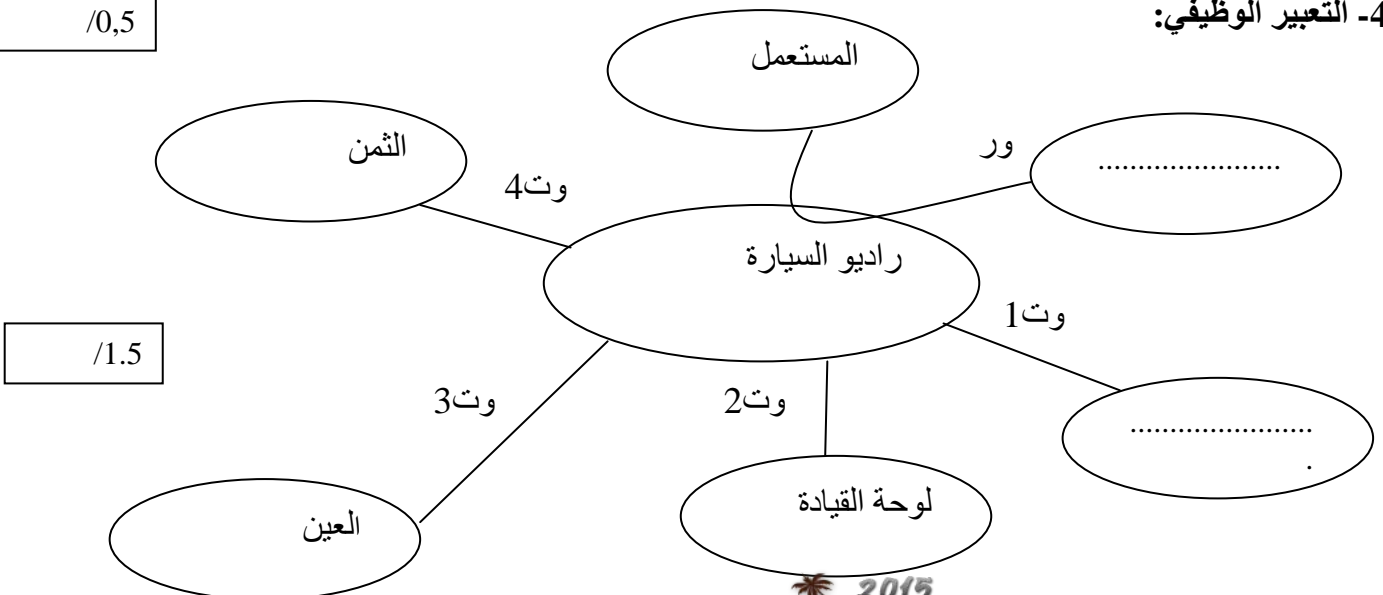 4- التعبير الوظيفي:
/0,5
المستعمل
الثمن
ور
.......................
وت4
راديو السيارة
وت1
/1.5
وت3
وت2
.......................
.
لوحة القيادة
العين
2015